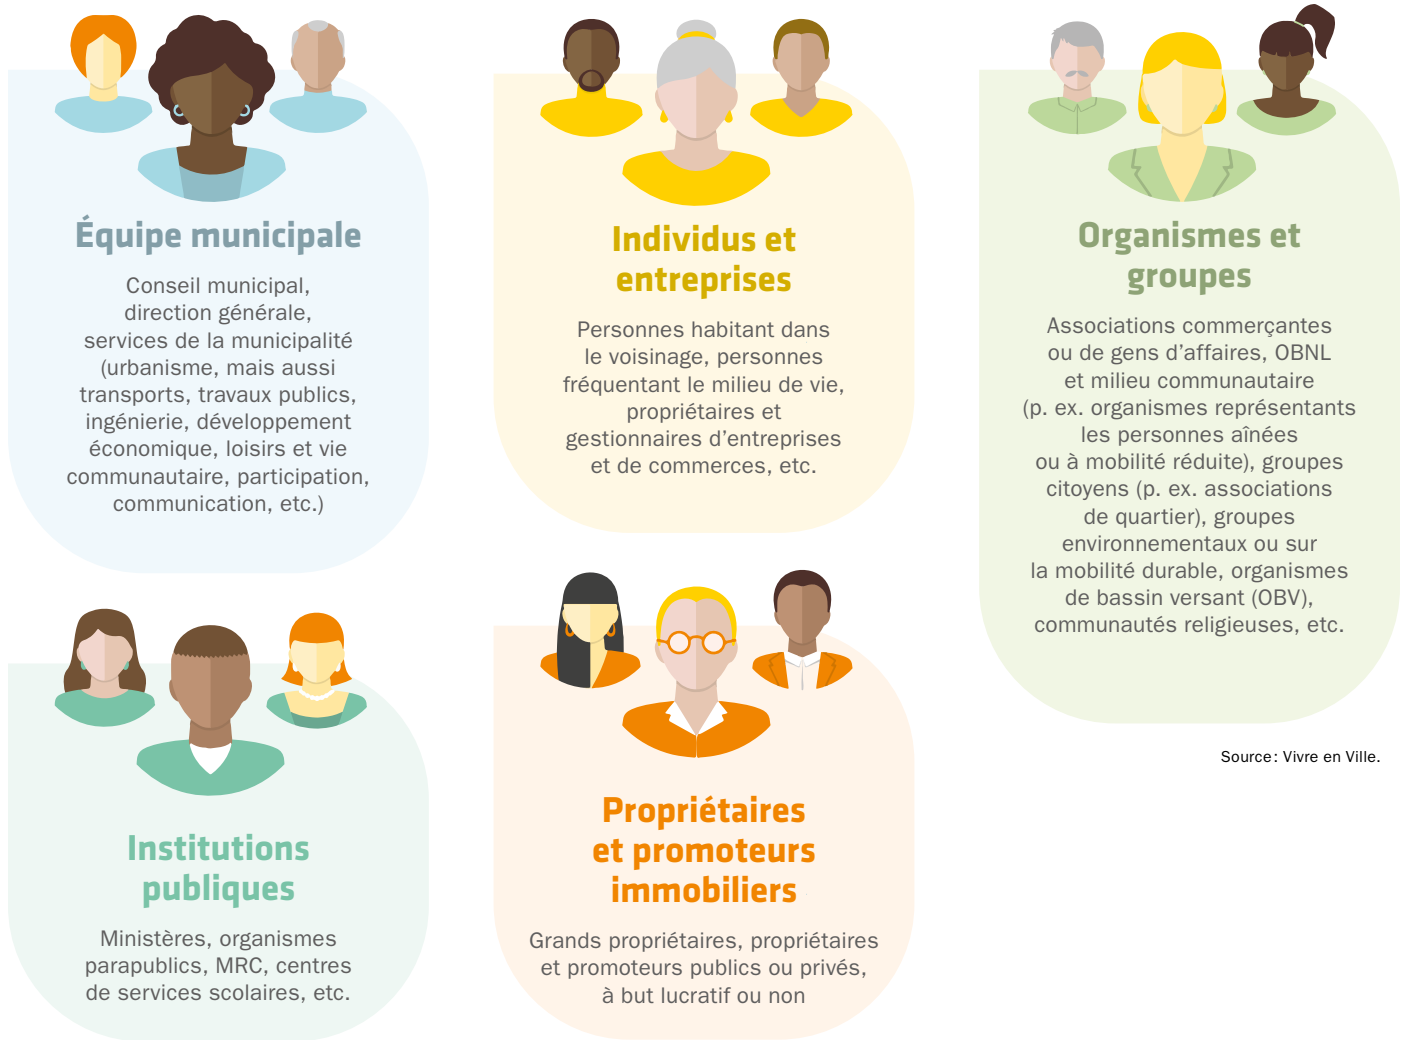 Équipe municipale
Conseil municipal,
direction générale,
services de la municipalité
(urbanisme, mais aussi
transports, travaux publics,
ingénierie, développement
économique, loisirs et vie
communautaire, participation,
communication, etc.)
Individus et
entreprises
Personnes habitant dans
le voisinage, personnes
fréquentant le milieu de vie,
propriétaires et
gestionnaires d'entreprises
et de commerces, etc.
Organismes et
groupes
Associations commerçantes
ou de gens d'affaires, OBNL
et milieu communautaire
(p. ex. organismes représentants
les personnes aînées
ou à mobilité réduite), groupes
citoyens (p. ex. associations
de quartier), groupes
environnementaux ou sur
la mobilité durable, organismes
de bassin versant (OBV),
communautés religieuses, etc.
Institutions
publiques
Ministères, organismes
parapublics, MRC, centres
de services scolaires, etc.
Propriétaires
et promoteurs
immobiliers
Grands propriétaires, propriétaires
et promoteurs publics ou privés,
à but lucratif ou non
Source: Vivre en Ville.